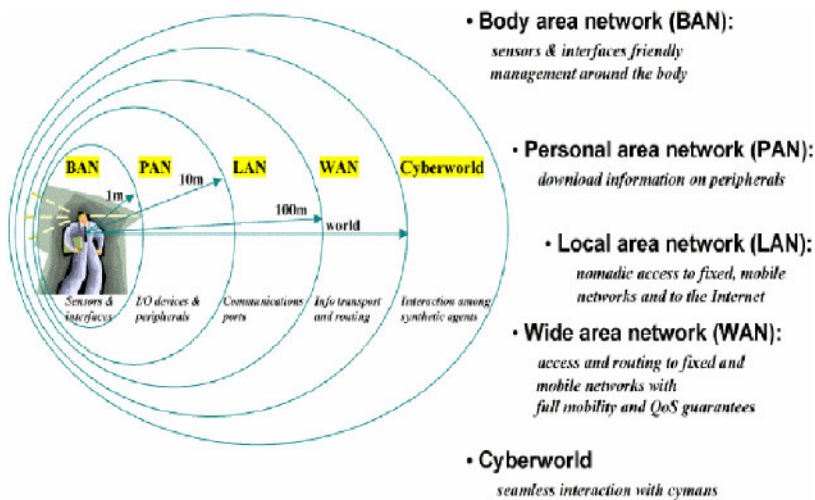 BAN PAN LAN WAN Cyberworld
1m
10m
100m
world
Sensors &
interfaces
I/O devices &
peripherals
Communications
ports
Info transport
and routing
Interaction among
synthetic agents
• Body area network (BAN):
sensors & interfaces friendly
management around the body
• Personal area network (PAN):
download information on peripherals
• Local area network (LAN):
nomadic access to fixed, mobile
networks and to the Internet
• Wide area network (WAN):
access and routing to fixed and
mobile networks with
full mobility and QoS guarantees
• Cyberworld
seamless interaction with cymans